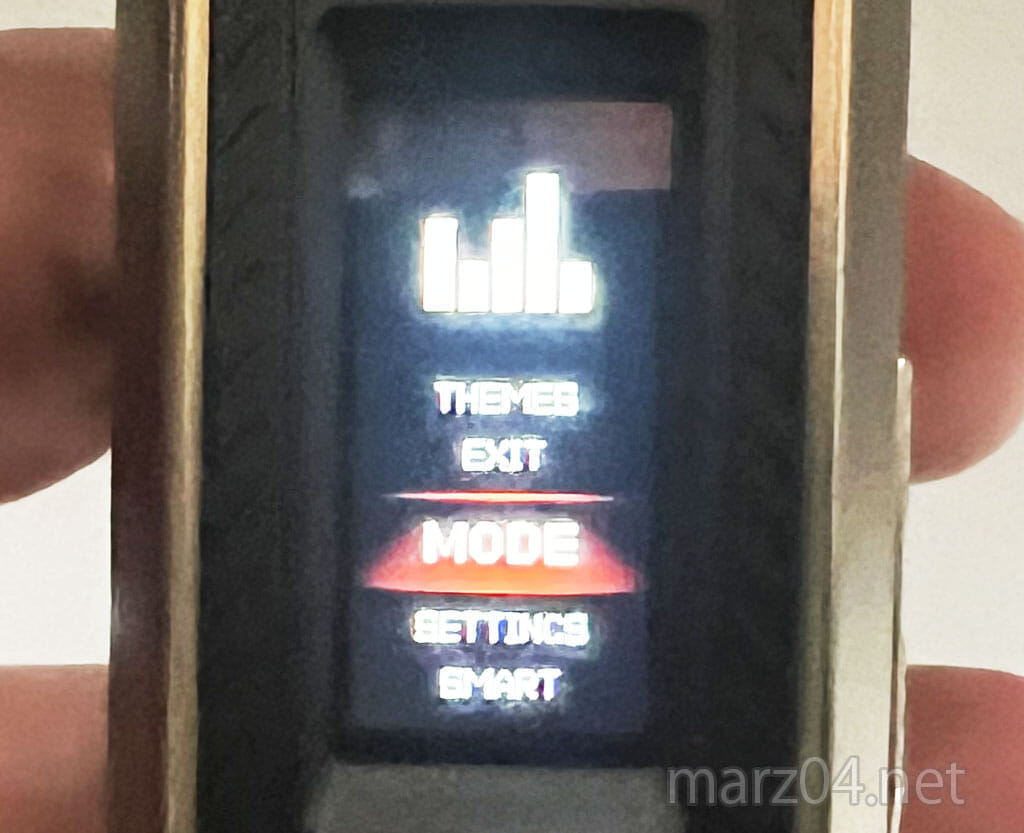 THEMES
EXIT
MODE
SETTINGS
SMART
marz04.net